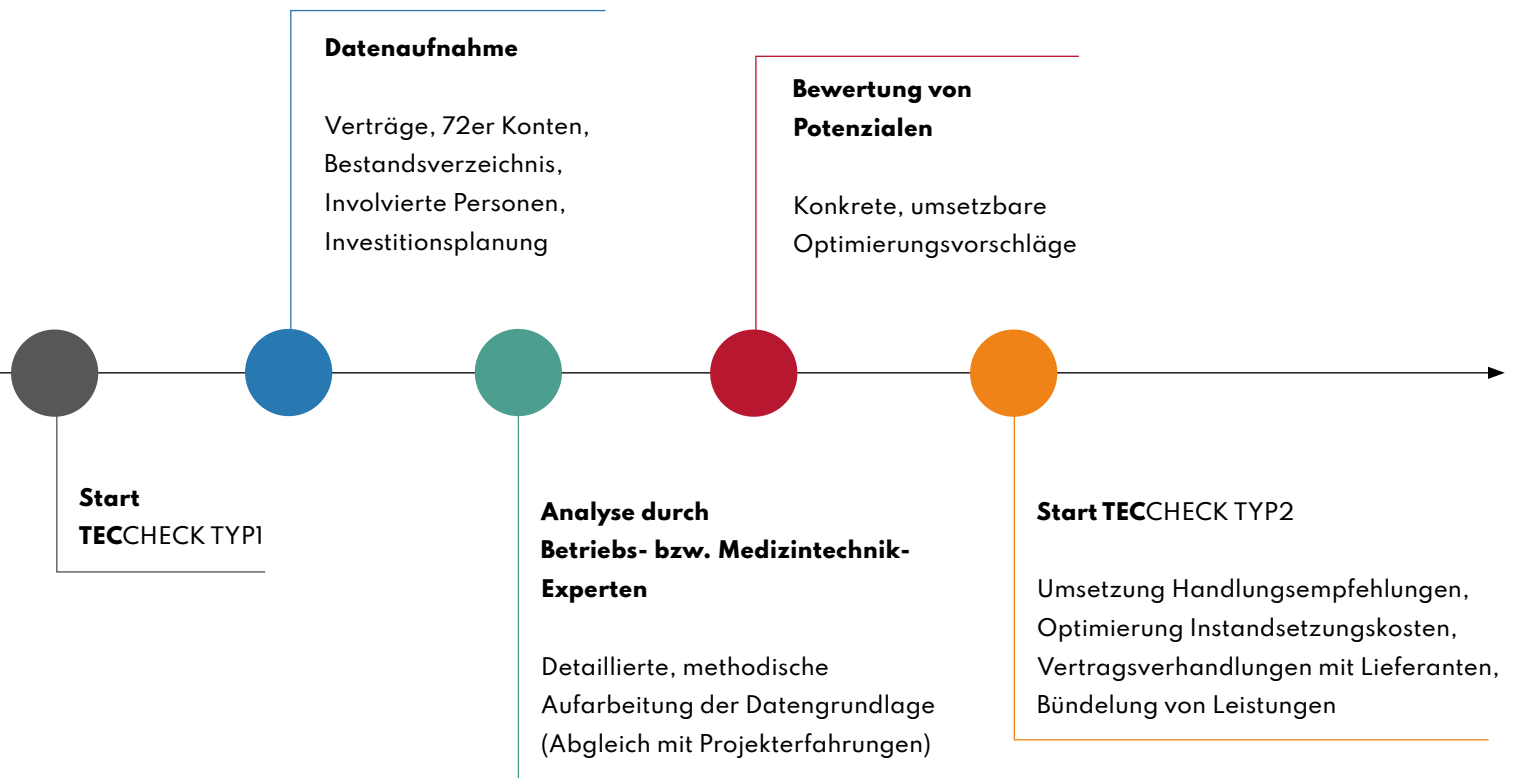 Datenaufnahme
Verträge, 72er Konten,
Bestandsverzeichnis,
Involvierte Personen,
Investitionsplanung
Bewertung von
Potenzialen
Konkrete, umsetzbare
Optimierungsvorschläge
Start
TECCHECK TYP1
Analyse durch
Betriebs- bzw. Medizintechnik-
Experten
Detaillierte, methodische
Aufarbeitung der Datengrundlage
(Abgleich mit Projekterfahrungen)
Start TECCHECK TYP2
Umsetzung Handlungsempfehlungen,
Optimierung Instandsetzungskosten,
Vertragsverhandlungen mit Lieferanten,
Bündelung von Leistungen